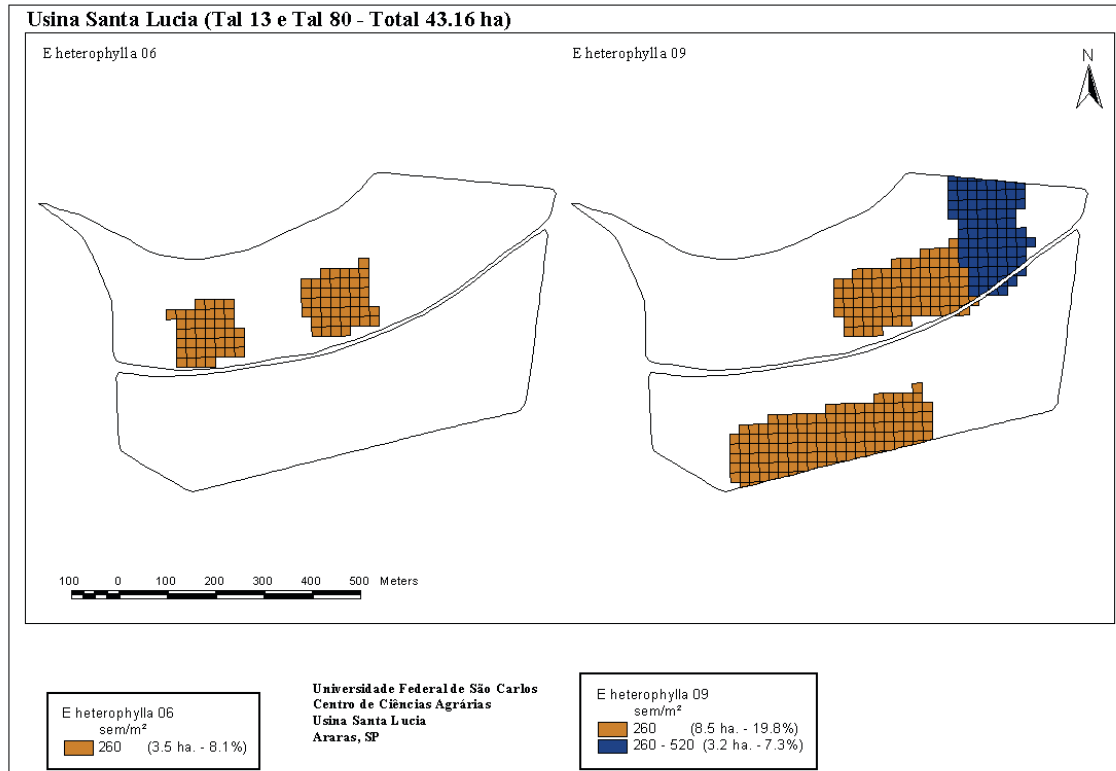 Usina Santa Lucia (Tal 13 e Tal 80 - Total 43.16 ha)
E heterophylla 06
E heterophylla 09
N
100 0 100 200 300 400 500 Meters
E heterophylla 06
sem/m²
260 (3.5 ha. - 8.1%)
Universidade Federal de São Carlos
Centro de Ciências Agrárias
Usina Santa Lucia
Araras, SP
E heterophylla 09
sem/m²
260 (8.5 ha. - 19.8%)
260 - 520 (3.2 ha. - 7.3%)